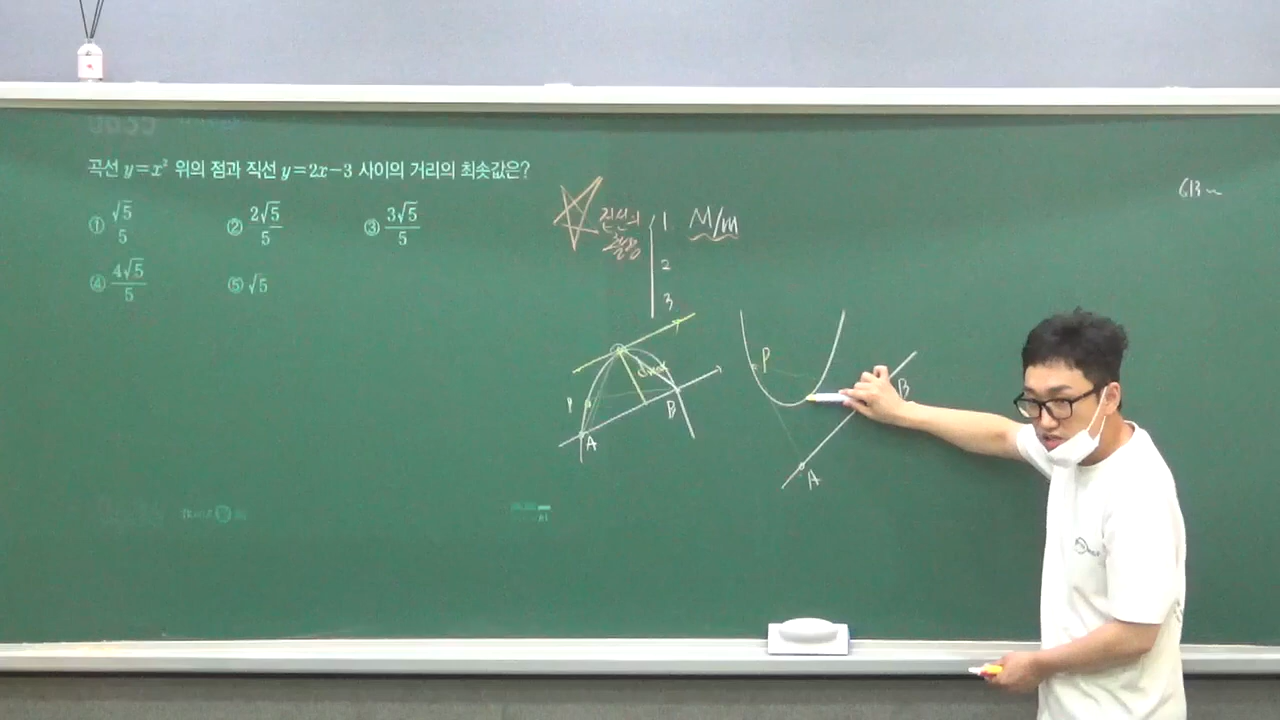 곡선 y=x² 위의 점과 직선 y=2x−3 사이의 거리의 최솟값은?
① √5/5 ② 2√5/5 ③ 3√5/5
④ 4√5/5 ⑤ √5
접선의 1. M/m
활용
2
3
P
A
B
P
A
B